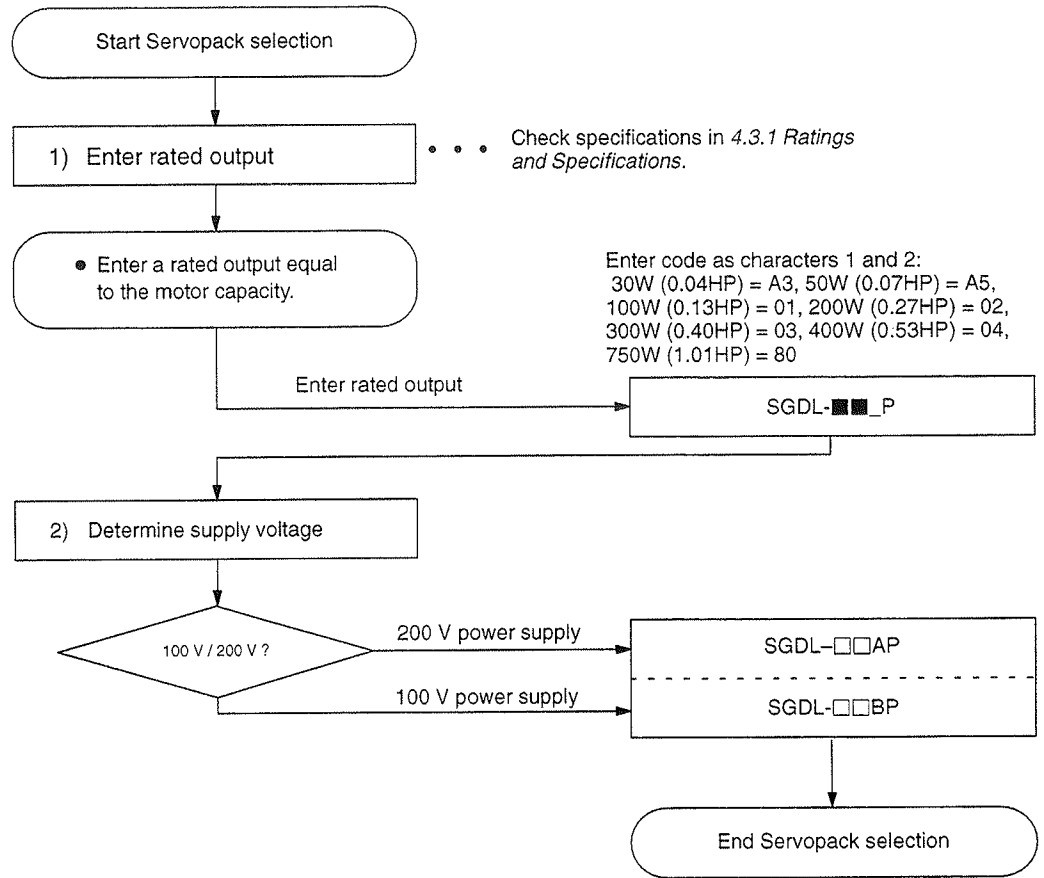 Start Servopack selection
1) Enter rated output
• • • Check specifications in 4.3.1 Ratings
and Specifications.
• Enter a rated output equal
to the motor capacity.
Enter code as characters 1 and 2:
30W (0.04HP) = A3, 50W (0.07HP) = A5,
100W (0.13HP) = 01, 200W (0.27HP) = 02,
300W (0.40HP) = 03, 400W (0.53HP) = 04,
750W (1.01HP) = 80
Enter rated output
SGDL-■■_P
2) Determine supply voltage
100 V / 200 V ?
200 V power supply
SGDL–□□AP
100 V power supply
SGDL-□□BP
End Servopack selection